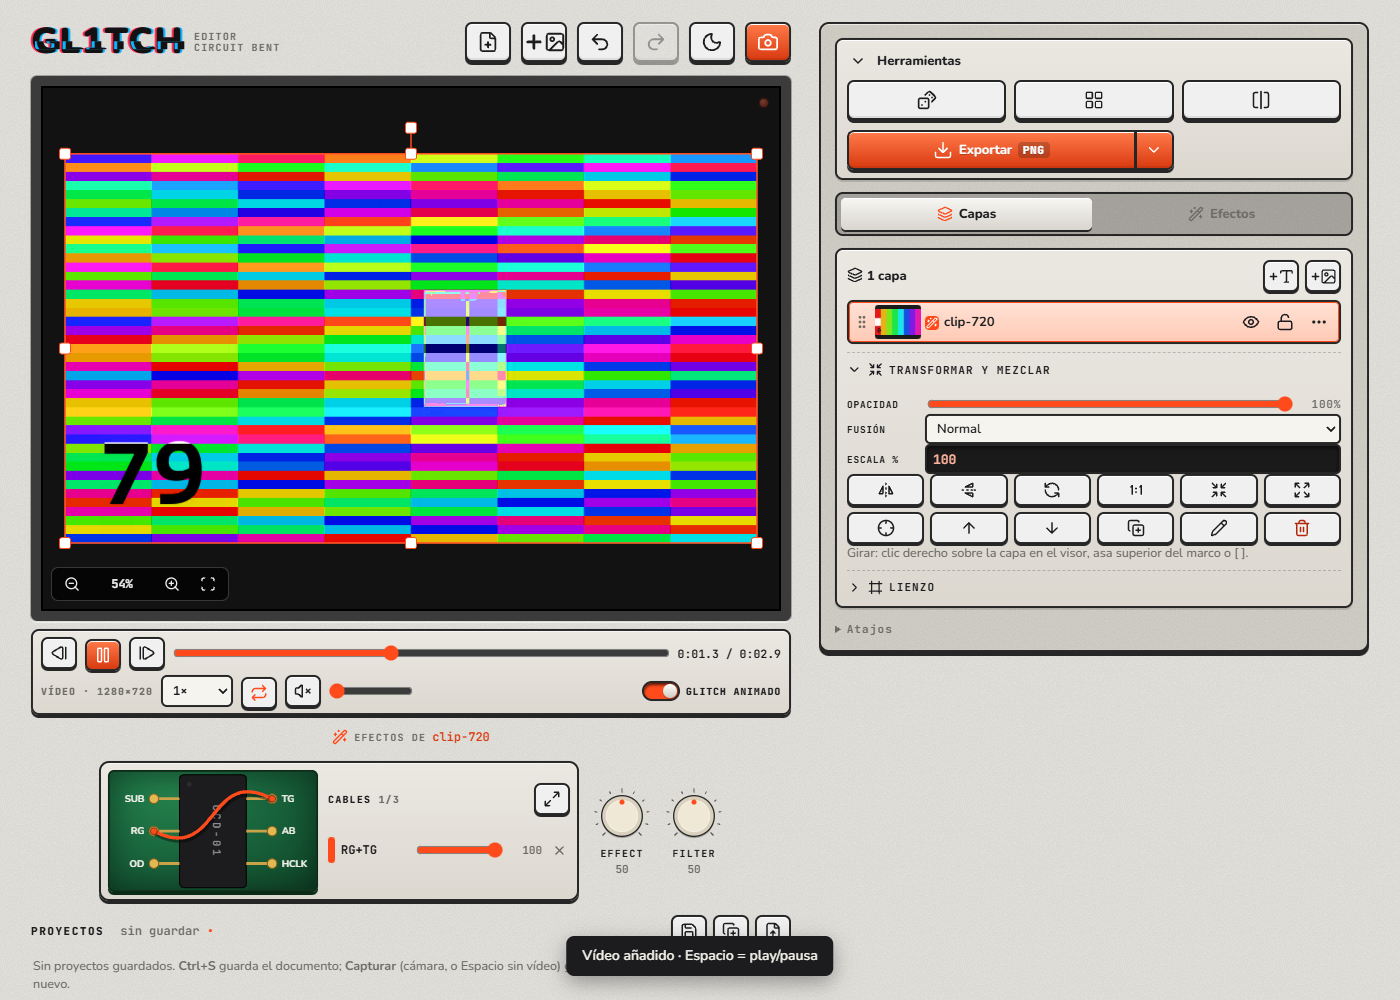 GL1TCH
EDITOR
CIRCUIT BENT
Herramientas
Exportar PNG
Capas
Efectos
1 capa
+T
clip-720
TRANSFORMAR Y MEZCLAR
OPACIDAD
100%
FUSIÓN
Normal
ESCALA %
100
1:1
Girar: clic derecho sobre la capa en el visor, asa superior del marco o [ ].
LIENZO
Atajos
79
54%
0:01.3 / 0:02.9
VÍDEO · 1280×720
1×
GLITCH ANIMADO
EFECTOS DE clip-720
SUB
RG
OD
TG
AB
HCLK
CABLES 1/3
RG+TG
100
EFFECT
50
FILTER
50
PROYECTOS sin guardar
Sin proyectos guardados. Ctrl+S guarda el documento; Capturar (cámara, o Espacio sin vídeo)
nuevo.
Vídeo añadido · Espacio = play/pausa